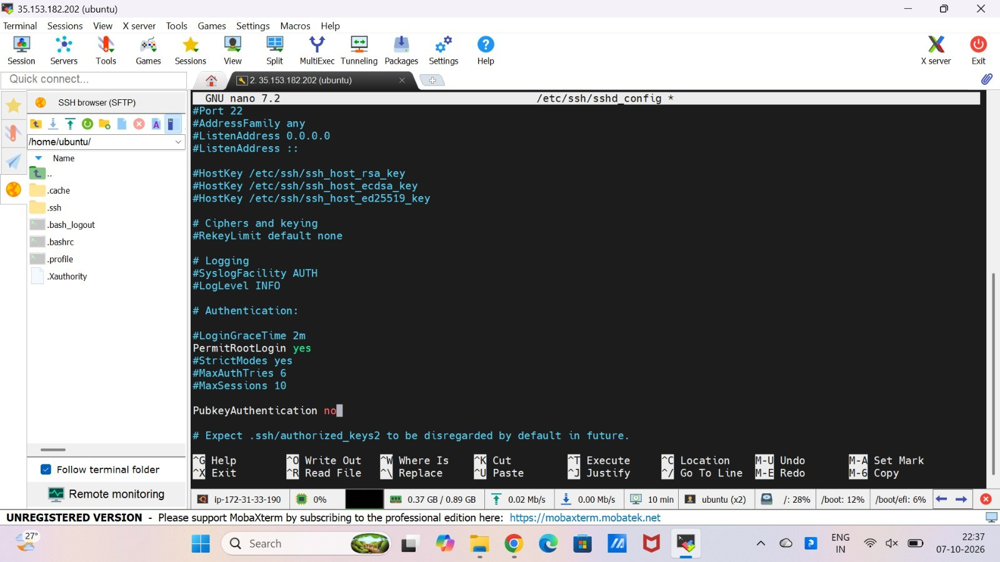 35.153.182.202 (ubuntu)
Terminal Sessions View X server Tools Games Settings Macros Help
Session Servers Tools Games Sessions View Split MultiExec Tunneling Packages Settings Help X server Exit
Quick connect...
2. 35.153.182.202 (ubuntu)
SSH browser (SFTP)
/home/ubuntu/
Name
..
.cache
.ssh
.bash_logout
.bashrc
.profile
.Xauthority
Follow terminal folder
Remote monitoring
GNU nano 7.2 /etc/ssh/sshd_config *
#Port 22
#AddressFamily any
#ListenAddress 0.0.0.0
#ListenAddress ::
#HostKey /etc/ssh/ssh_host_rsa_key
#HostKey /etc/ssh/ssh_host_ecdsa_key
#HostKey /etc/ssh/ssh_host_ed25519_key
# Ciphers and keying
#RekeyLimit default none
# Logging
#SyslogFacility AUTH
#LogLevel INFO
# Authentication:
#LoginGraceTime 2m
PermitRootLogin yes
#StrictModes yes
#MaxAuthTries 6
#MaxSessions 10
PubkeyAuthentication no
# Expect .ssh/authorized_keys2 to be disregarded by default in future.
^G Help ^O Write Out ^W Where Is ^K Cut ^T Execute ^C Location M-U Undo M-A Set Mark
^X Exit ^R Read File ^\ Replace ^U Paste ^J Justify ^/ Go To Line M-E Redo M-6 Copy
ip-172-31-33-190 0% 0.37 GB / 0.89 GB 0.02 Mb/s 0.00 Mb/s 10 min ubuntu (x2) /: 28% /boot: 12% /boot/efi: 6%
UNREGISTERED VERSION - Please support MobaXterm by subscribing to the professional edition here: https://mobaxterm.mobatek.net
27°
Search
ENG
IN
22:37
07-10-2026